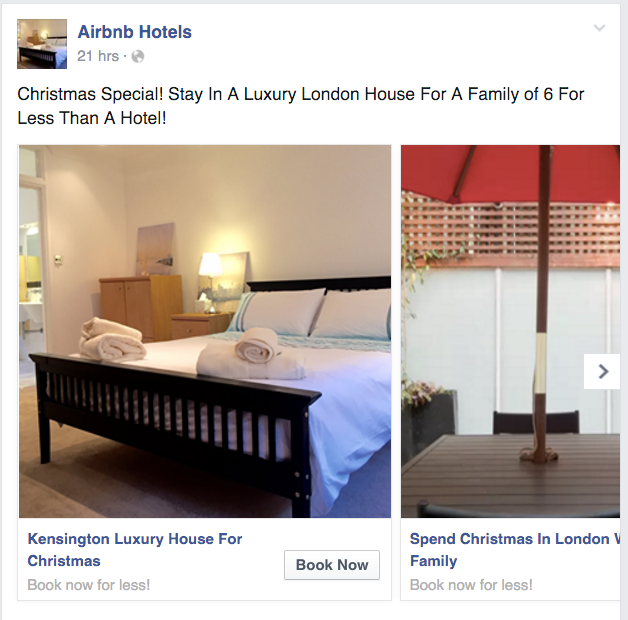 Airbnb Hotels
21 hrs ·
Christmas Special! Stay In A Luxury London House For A Family of 6 For
Less Than A Hotel!
Kensington Luxury House For
Christmas
Book now for less!
Book Now
Spend Christmas In London
Family
Book now for less!